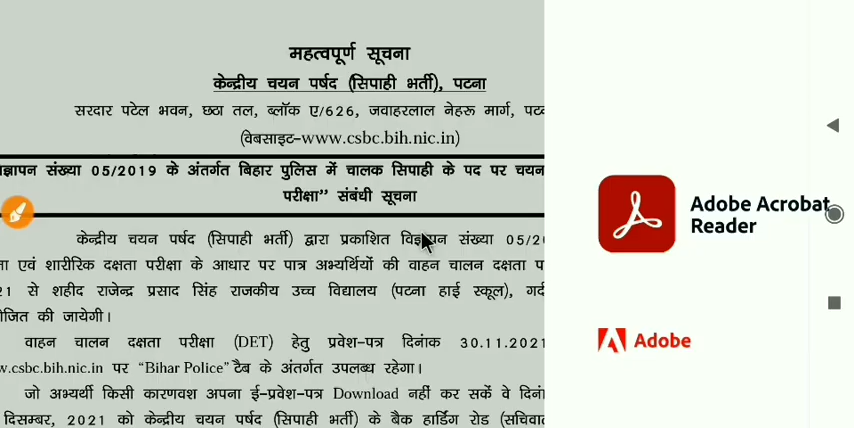 महत्वपूर्ण सूचना
केन्द्रीय चयन पर्षद (सिपाही भर्ती), पटना
सरदार पटेल भवन, छठा तल, ब्लॉक ए/626, जवाहरलाल नेहरू मार्ग,
(वेबसाइट-www.csbc.bih.nic.in)
संख्या 05/2019 के अंतर्गत बिहार पुलिस में चालक सिपाही के पद पर चयन
परीक्षा” संबंधी सूचना
केन्द्रीय चयन पर्षद (सिपाही भर्ती) द्वारा प्रकाशित विज्ञापन संख्या
एवं शारीरिक दक्षता परीक्षा के आधार पर पात्र अभ्यर्थियों की वाहन चालन दक्षता
21 से शहीद राजेन्द्र प्रसाद सिंह राजकीय उच्च विद्यालय (पटना हाई स्कूल),
की जायेगी।
वाहन चालन दक्षता परीक्षा (DET) हेतु प्रवेश-पत्र दिनांक 30.11.2021
.csbc.bih.nic.in पर “Bihar Police” टैब के अंतर्गत उपलब्ध रहेगा।
जो अभ्यर्थी किसी कारणवश अपना ई-प्रवेश-पत्र Download नहीं कर सकें वे
दिसम्बर, 2021 को केन्द्रीय चयन पर्षद (सिपाही भर्ती) के बैक हार्डिंग रोड
Adobe Acrobat
Reader
Adobe